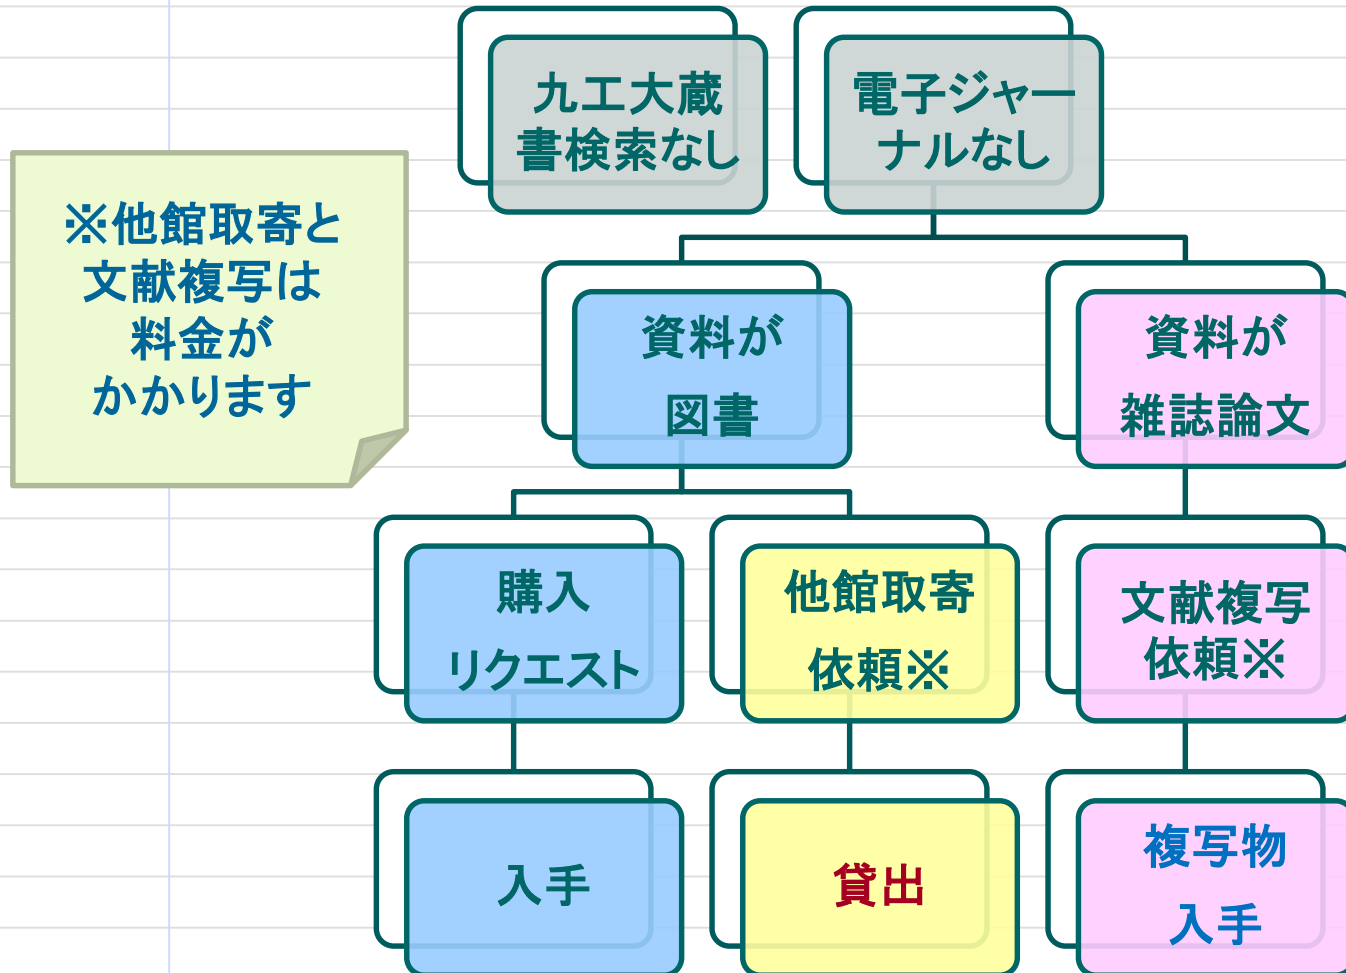 九工大蔵
書検索なし
電子ジャー
ナルなし
※他館取寄と
文献複写は
料金が
かかります
資料が
図書
資料が
雑誌論文
購入
リクエスト
他館取寄
依頼※
文献複写
依頼※
入手
貸出
複写物
入手